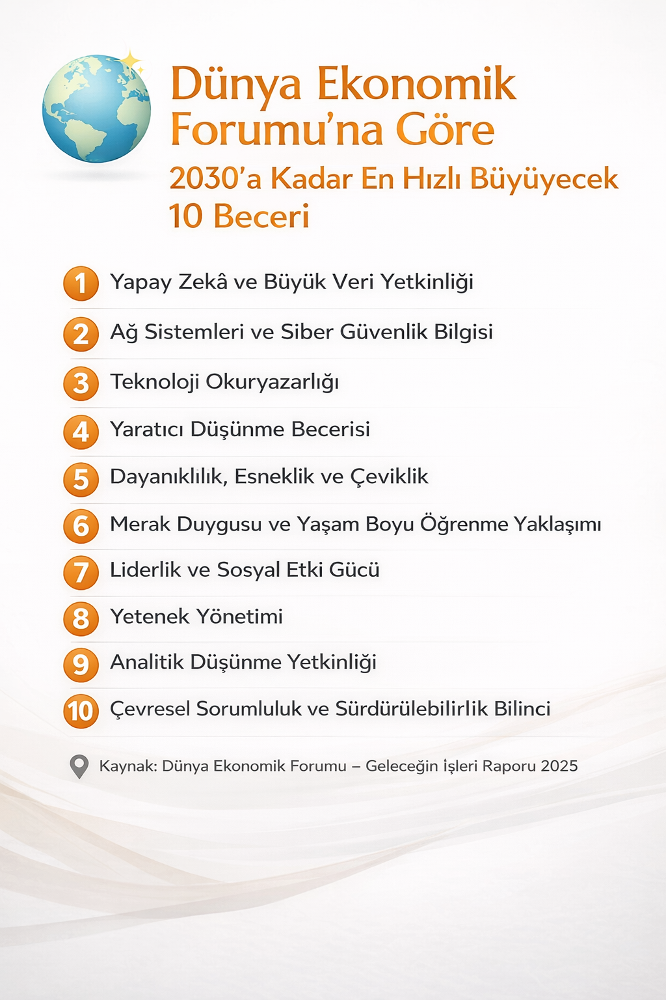 Dünya Ekonomik
Forumu'na Göre
2030'a Kadar En Hızlı Büyüyecek
10 Beceri
1 Yapay Zekâ ve Büyük Veri Yetkinliği
2 Ağ Sistemleri ve Siber Güvenlik Bilgisi
3 Teknoloji Okuryazarlığı
4 Yaratıcı Düşünme Becerisi
5 Dayanıklılık, Esneklik ve Çeviklik
6 Merak Duygusu ve Yaşam Boyu Öğrenme Yaklaşımı
7 Liderlik ve Sosyal Etki Gücü
8 Yetenek Yönetimi
9 Analitik Düşünme Yetkinliği
10 Çevresel Sorumluluk ve Sürdürülebilirlik Bilinci
Kaynak: Dünya Ekonomik Forumu – Geleceğin İşleri Raporu 2025